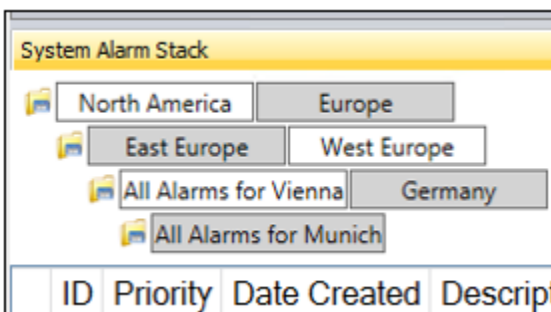 System Alarm Stack
North America Europe
East Europe West Europe
All Alarms for Vienna Germany
All Alarms for Munich
ID Priority Date Created Descript